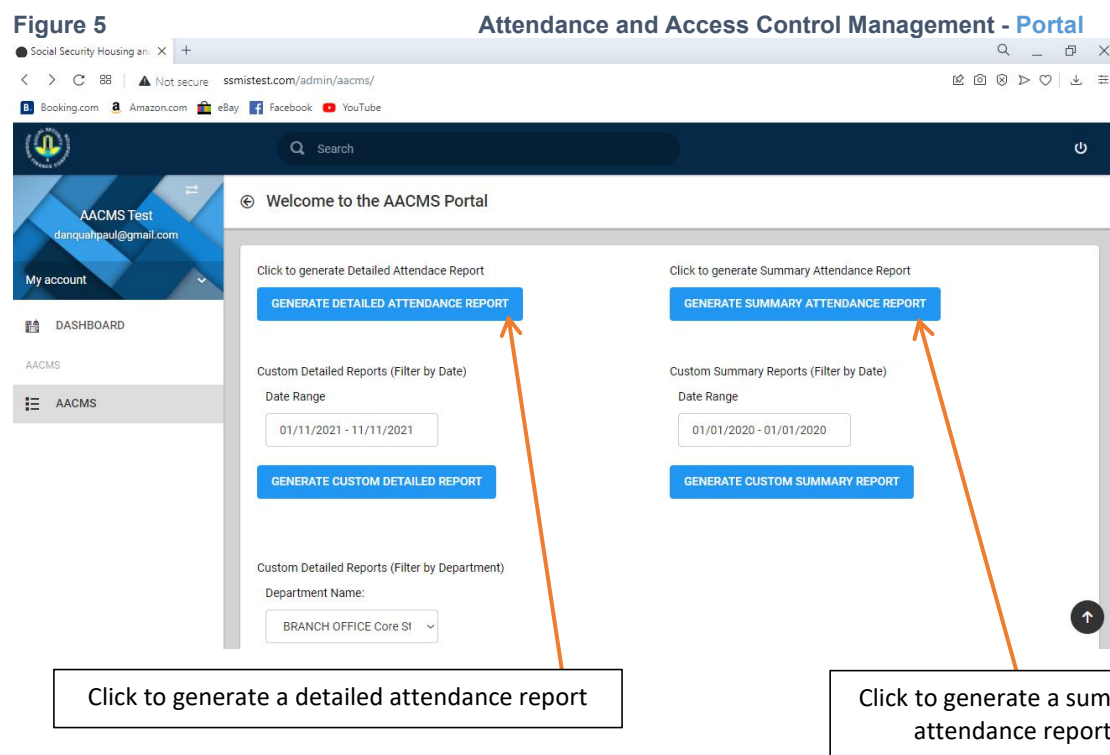 Figure 5
Attendance and Access Control Management - Portal
Social Security Housing an
Not secure ssmistest.com/admin/aacms/
Booking.com Amazon.com eBay Facebook YouTube
Search
AACMS Test
danquahpaul@gmail.com
My account
DASHBOARD
AACMS
AACMS
Welcome to the AACMS Portal
Click to generate Detailed Attendace Report
GENERATE DETAILED ATTENDANCE REPORT
Click to generate Summary Attendance Report
GENERATE SUMMARY ATTENDANCE REPORT
Custom Detailed Reports (Filter by Date)
Date Range
01/11/2021 - 11/11/2021
GENERATE CUSTOM DETAILED REPORT
Custom Summary Reports (Filter by Date)
Date Range
01/01/2020 - 01/01/2020
GENERATE CUSTOM SUMMARY REPORT
Custom Detailed Reports (Filter by Department)
Department Name:
BRANCH OFFICE Core St
Click to generate a detailed attendance report
Click to generate a sum
attendance report